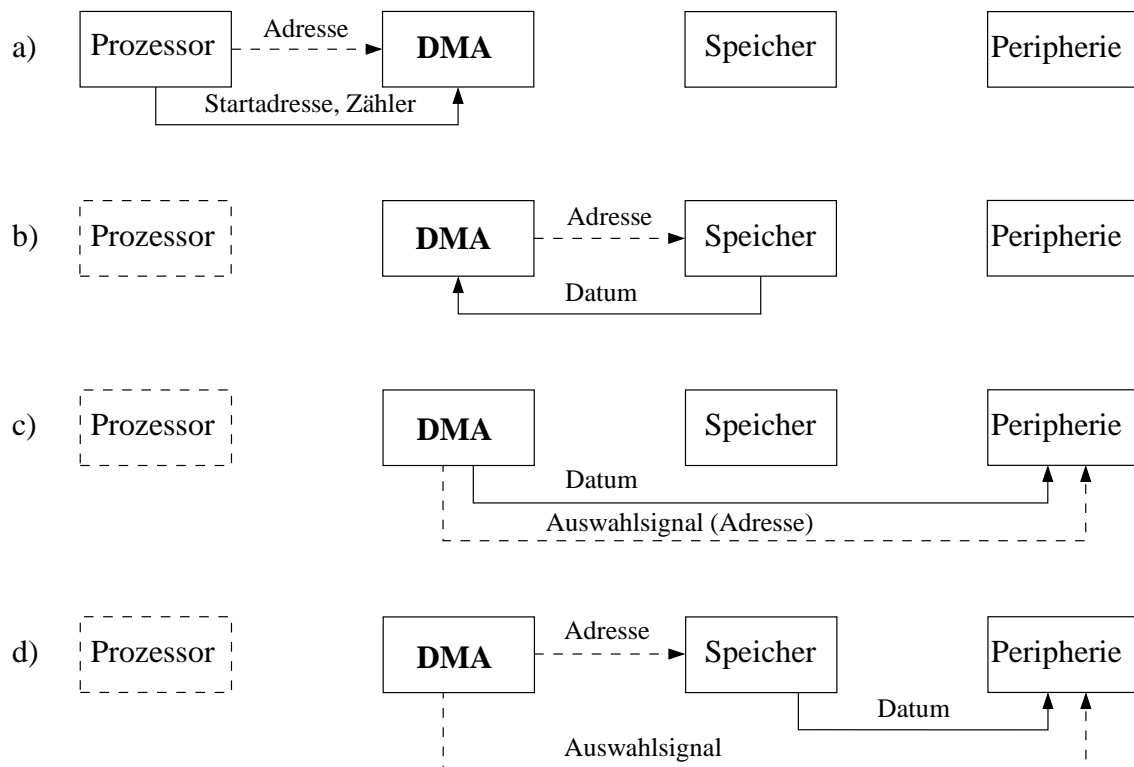 a) Prozessor Adresse DMA Speicher Peripherie
Startadresse, Zähler
b) Prozessor DMA Adresse Speicher Peripherie
Datum
c) Prozessor DMA Speicher Peripherie
Datum
Auswahlsignal (Adresse)
d) Prozessor DMA Adresse Speicher Peripherie
Datum
Auswahlsignal